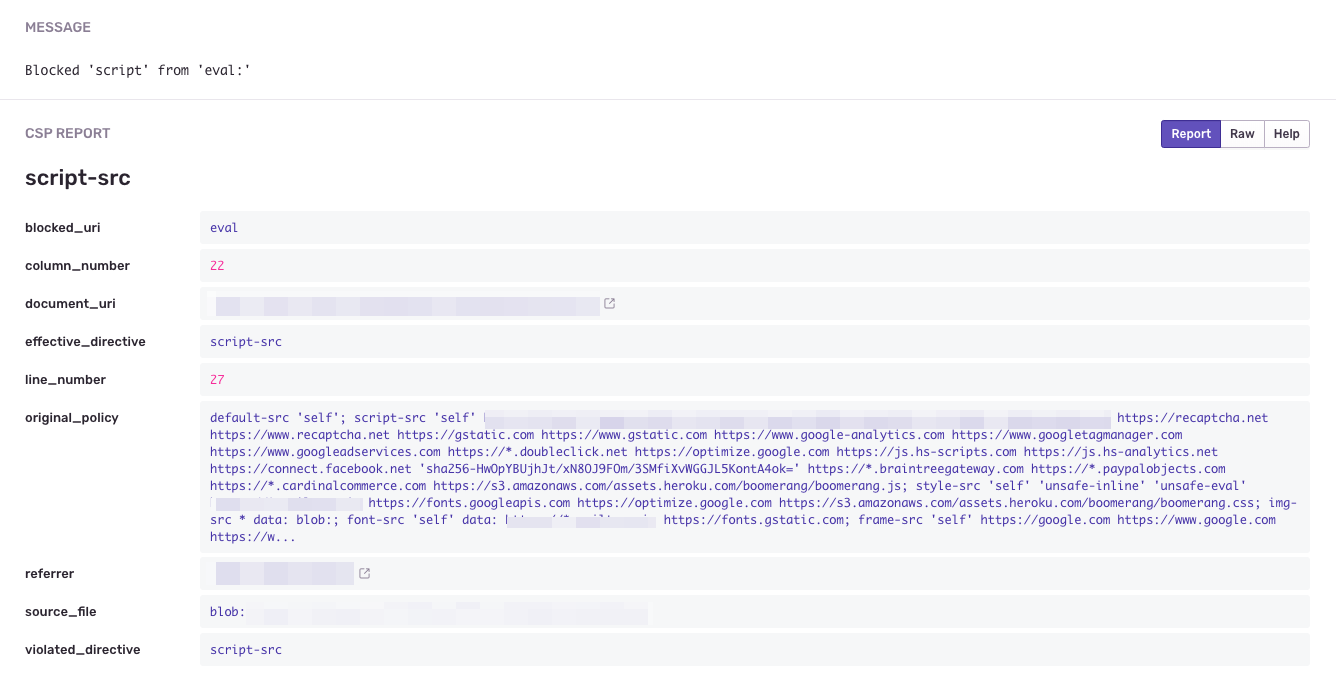 MESSAGE
Blocked 'script' from 'eval:'
CSP REPORT
Report Raw Help
script-src
blocked_uri eval
column_number 22
document_uri
effective_directive script-src
line_number 27
original_policy default-src 'self'; script-src 'self' https://recaptcha.net
https://www.recaptcha.net https://gstatic.com https://www.gstatic.com https://www.google-analytics.com https://www.googletagmanager.com
https://www.googleadservices.com https://*.doubleclick.net https://optimize.google.com https://js.hs-scripts.com https://js.hs-analytics.net
https://connect.facebook.net 'sha256-HwOpYBUjhJt/xN8OJ9FOm/3SMfiXvWGGJL5KontA4ok=' https://*.braintreegateway.com https://*.paypalobjects.com
https://*.cardinalcommerce.com https://s3.amazonaws.com/assets.heroku.com/boomerang/boomerang.js; style-src 'self' 'unsafe-inline' 'unsafe-eval'
https://fonts.googleapis.com https://optimize.google.com https://s3.amazonaws.com/assets.heroku.com/boomerang/boomerang.css; img-
src * data: blob:; font-src 'self' data: https://fonts.gstatic.com; frame-src 'self' https://google.com https://www.google.com
https://w...
referrer
source_file blob:
violated_directive script-src